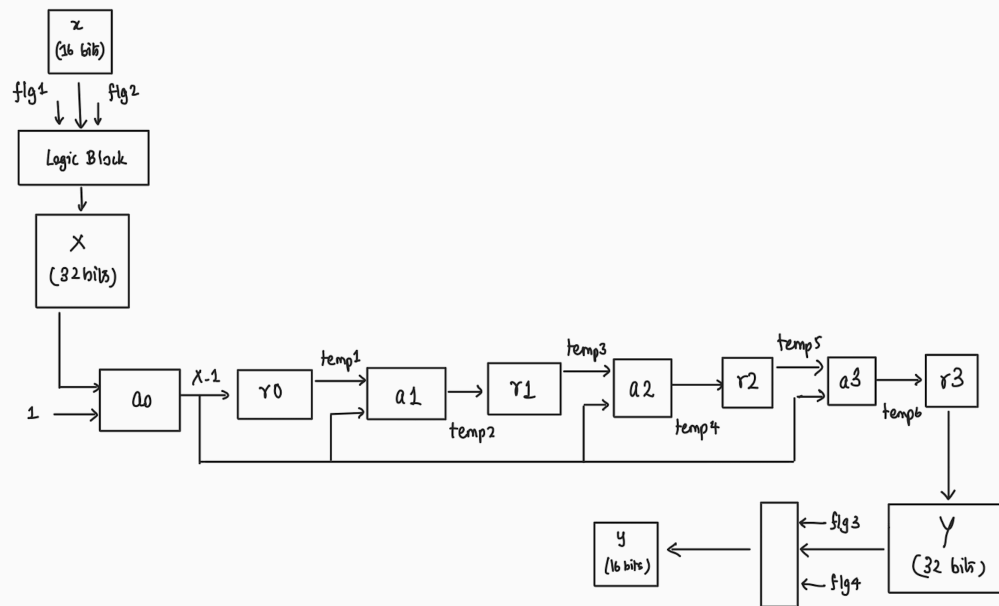 x
(16 bits)
flg1
flg2
Logic Block
X
(32 bits)
1
a0
X-1
r0
temp1
a1
temp2
r1
temp3
a2
temp4
r2
temp5
a3
temp6
r3
Y
(32 bits)
flg3
flg4
y
(16 bits)